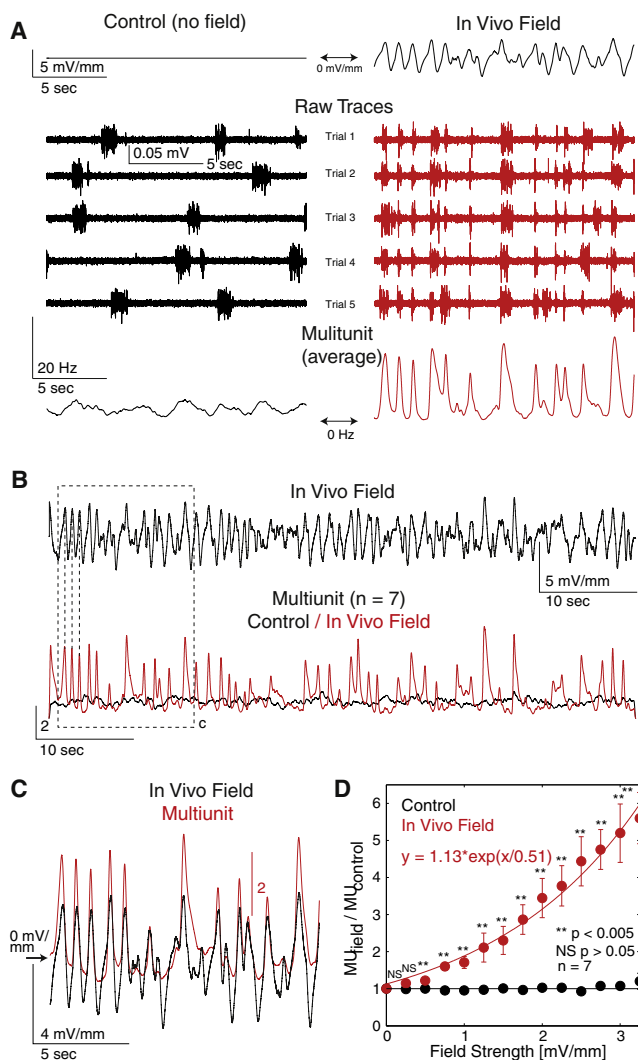 A
Control (no field)
In Vivo Field
5 mV/mm
5 sec
0 mV/mm
Raw Traces
Trial 1
0.05 mV
5 sec
Trial 2
Trial 3
Trial 4
Trial 5
Mulitunit
(average)
20 Hz
5 sec
0 Hz
B
In Vivo Field
5 mV/mm
10 sec
Multiunit (n = 7)
Control / In Vivo Field
2
c
10 sec
C
In Vivo Field
Multiunit
2
0 mV/
mm
4 mV/mm
5 sec
D
Control
In Vivo Field
y = 1.13*exp(x/0.51)
** p < 0.005
NS p > 0.05
n = 7
NS NS ** ** ** ** ** ** ** ** ** ** ** **
MUfield / MUcontrol
6
5
4
3
2
1
0
0 1 2 3
Field Strength [mV/mm]